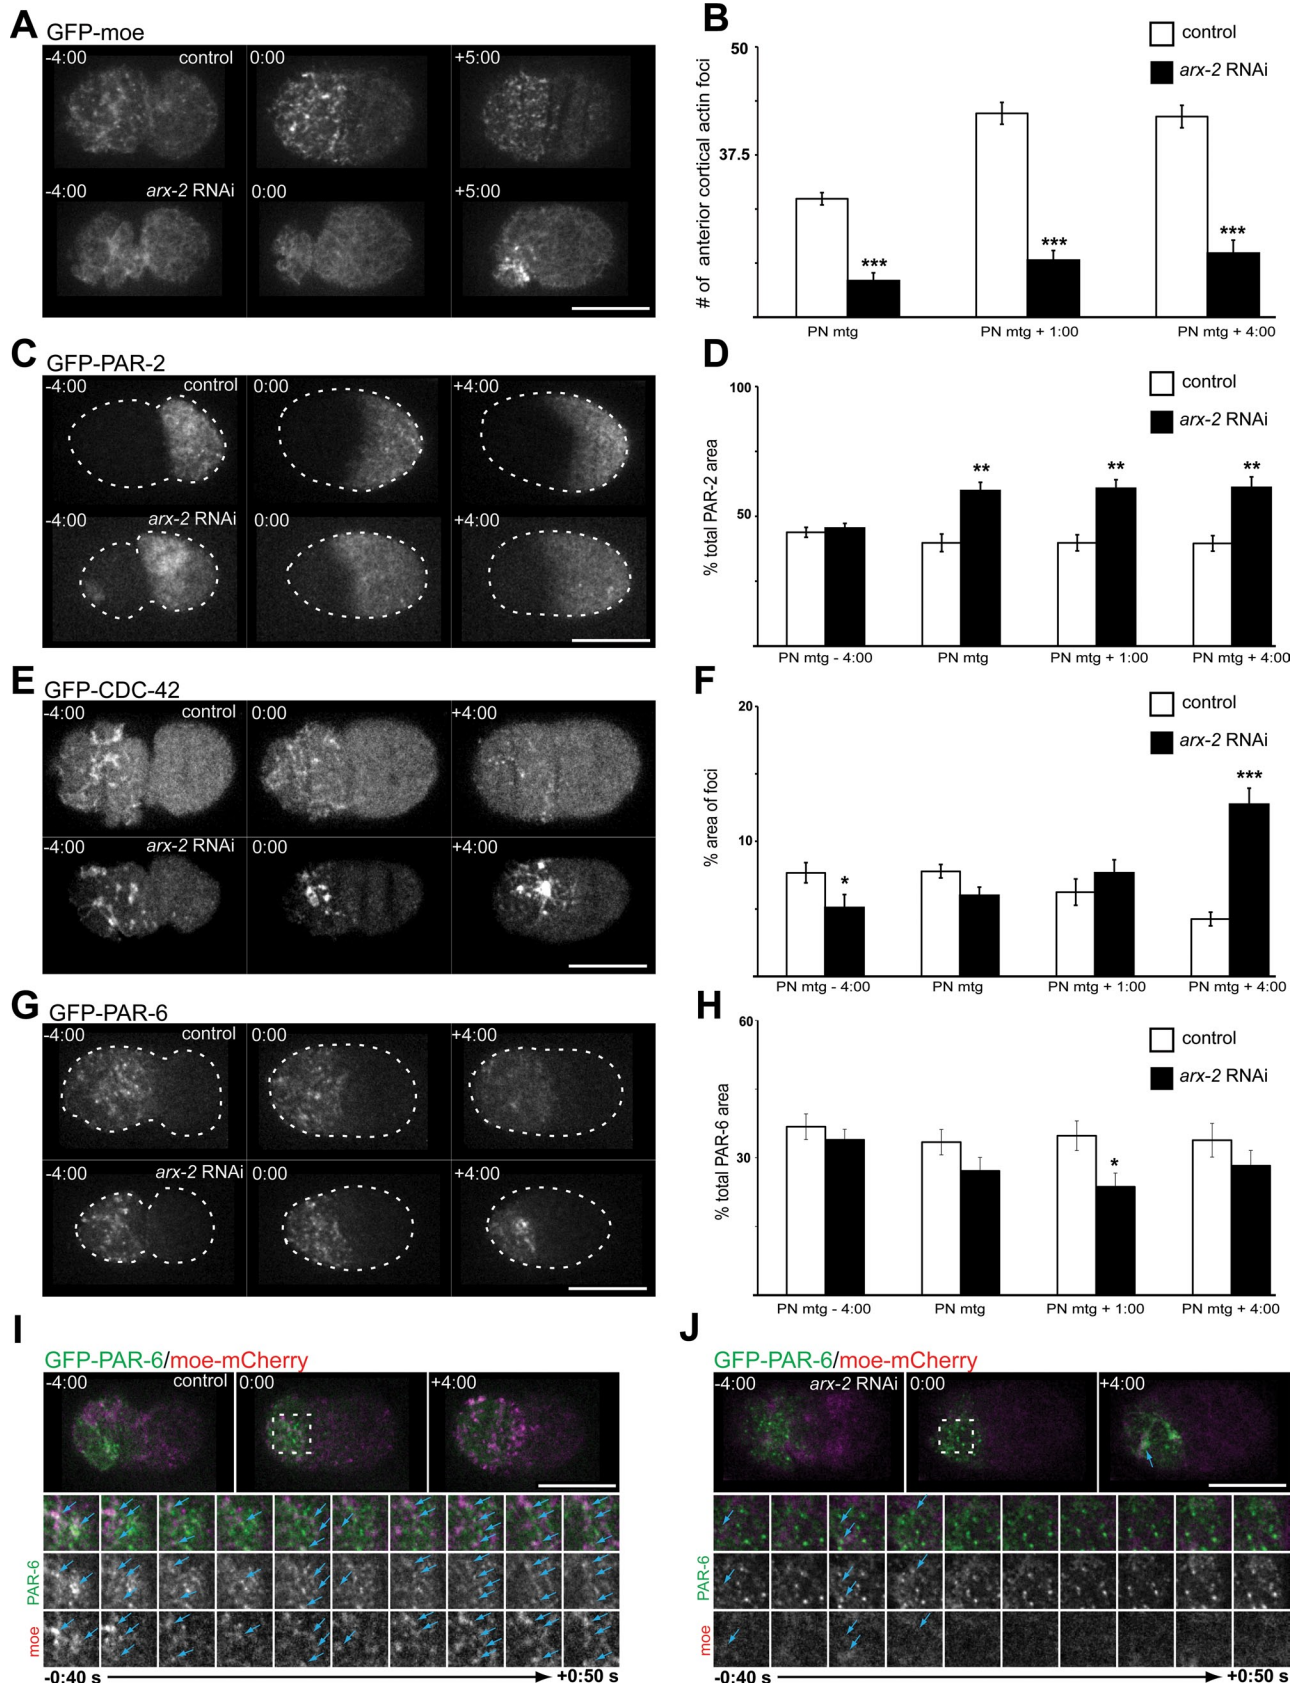 A GFP-moe
-4:00 control 0:00 +5:00
-4:00 arx-2 RNAi 0:00 +5:00
B
# of anterior cortical actin foci
50
37.5
control
arx-2 RNAi
***
***
***
PN mtg PN mtg + 1:00 PN mtg + 4:00
C GFP-PAR-2
-4:00 control 0:00 +4:00
-4:00 arx-2 RNAi 0:00 +4:00
D
% total PAR-2 area
100
50
control
arx-2 RNAi
** ** **
PN mtg - 4:00 PN mtg PN mtg + 1:00 PN mtg + 4:00
E GFP-CDC-42
-4:00 control 0:00 +4:00
-4:00 arx-2 RNAi 0:00 +4:00
F
% area of foci
20
10
control
arx-2 RNAi
* ***
PN mtg - 4:00 PN mtg PN mtg + 1:00 PN mtg + 4:00
G GFP-PAR-6
-4:00 control 0:00 +4:00
-4:00 arx-2 RNAi 0:00 +4:00
H
% total PAR-6 area
60
30
control
arx-2 RNAi
*
PN mtg - 4:00 PN mtg PN mtg + 1:00 PN mtg + 4:00
I
GFP-PAR-6/moe-mCherry
-4:00 control 0:00 +4:00
PAR-6
moe
-0:40 s +0:50 s
J
GFP-PAR-6/moe-mCherry
-4:00 arx-2 RNAi 0:00 +4:00
PAR-6
moe
-0:40 s +0:50 s